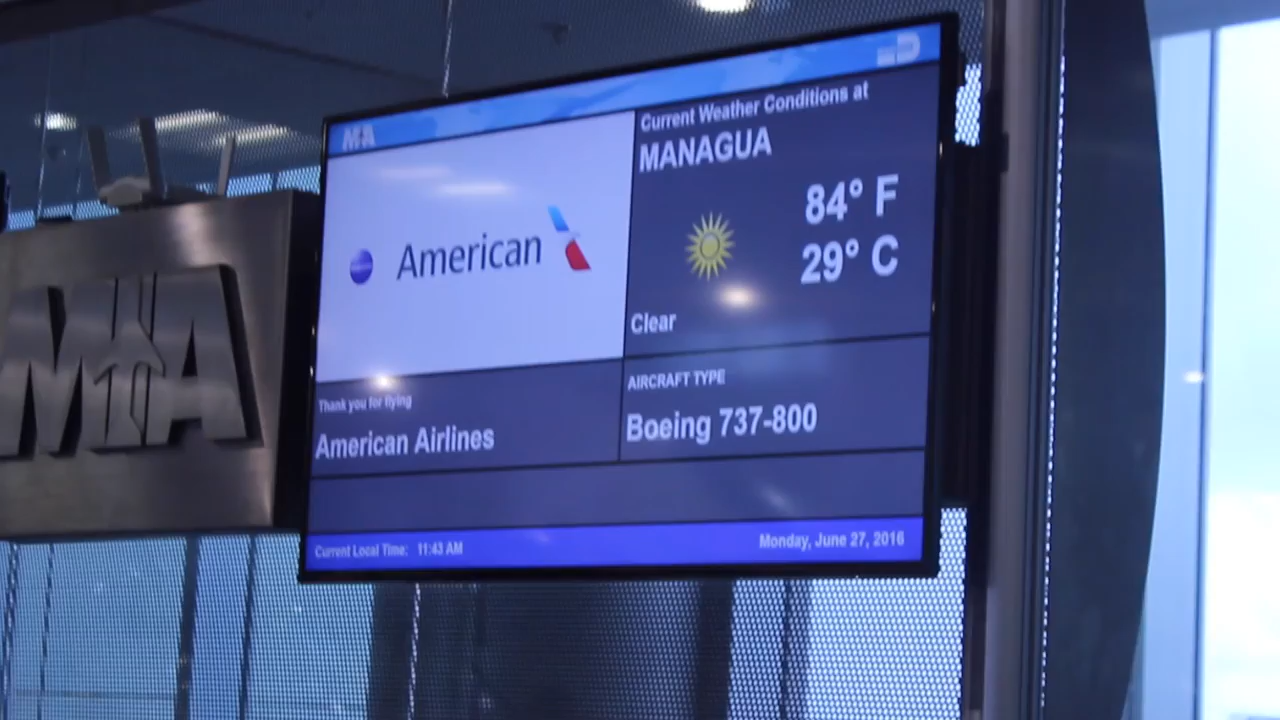 MIA
MIA
Current Weather Conditions at
MANAGUA
84° F
29° C
Clear
American
Thank you for flying
American Airlines
AIRCRAFT TYPE
Boeing 737-800
Current Local Time: 11:43 AM
Monday, June 27, 2016